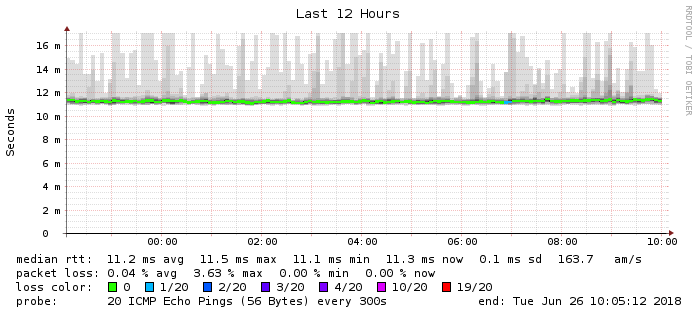 Last 12 Hours
RRDTOOL / TOBI OETIKER
Seconds
16 m
14 m
12 m
10 m
8 m
6 m
4 m
2 m
0
00:00 02:00 04:00 06:00 08:00 10:00
median rtt: 11.2 ms avg 11.5 ms max 11.1 ms min 11.3 ms now 0.1 ms sd 163.7 am/s
packet loss: 0.04 % avg 3.63 % max 0.00 % min 0.00 % now
loss color: 0 1/20 2/20 3/20 4/20 10/20 19/20
probe: 20 ICMP Echo Pings (56 Bytes) every 300s end: Tue Jun 26 10:05:12 2018